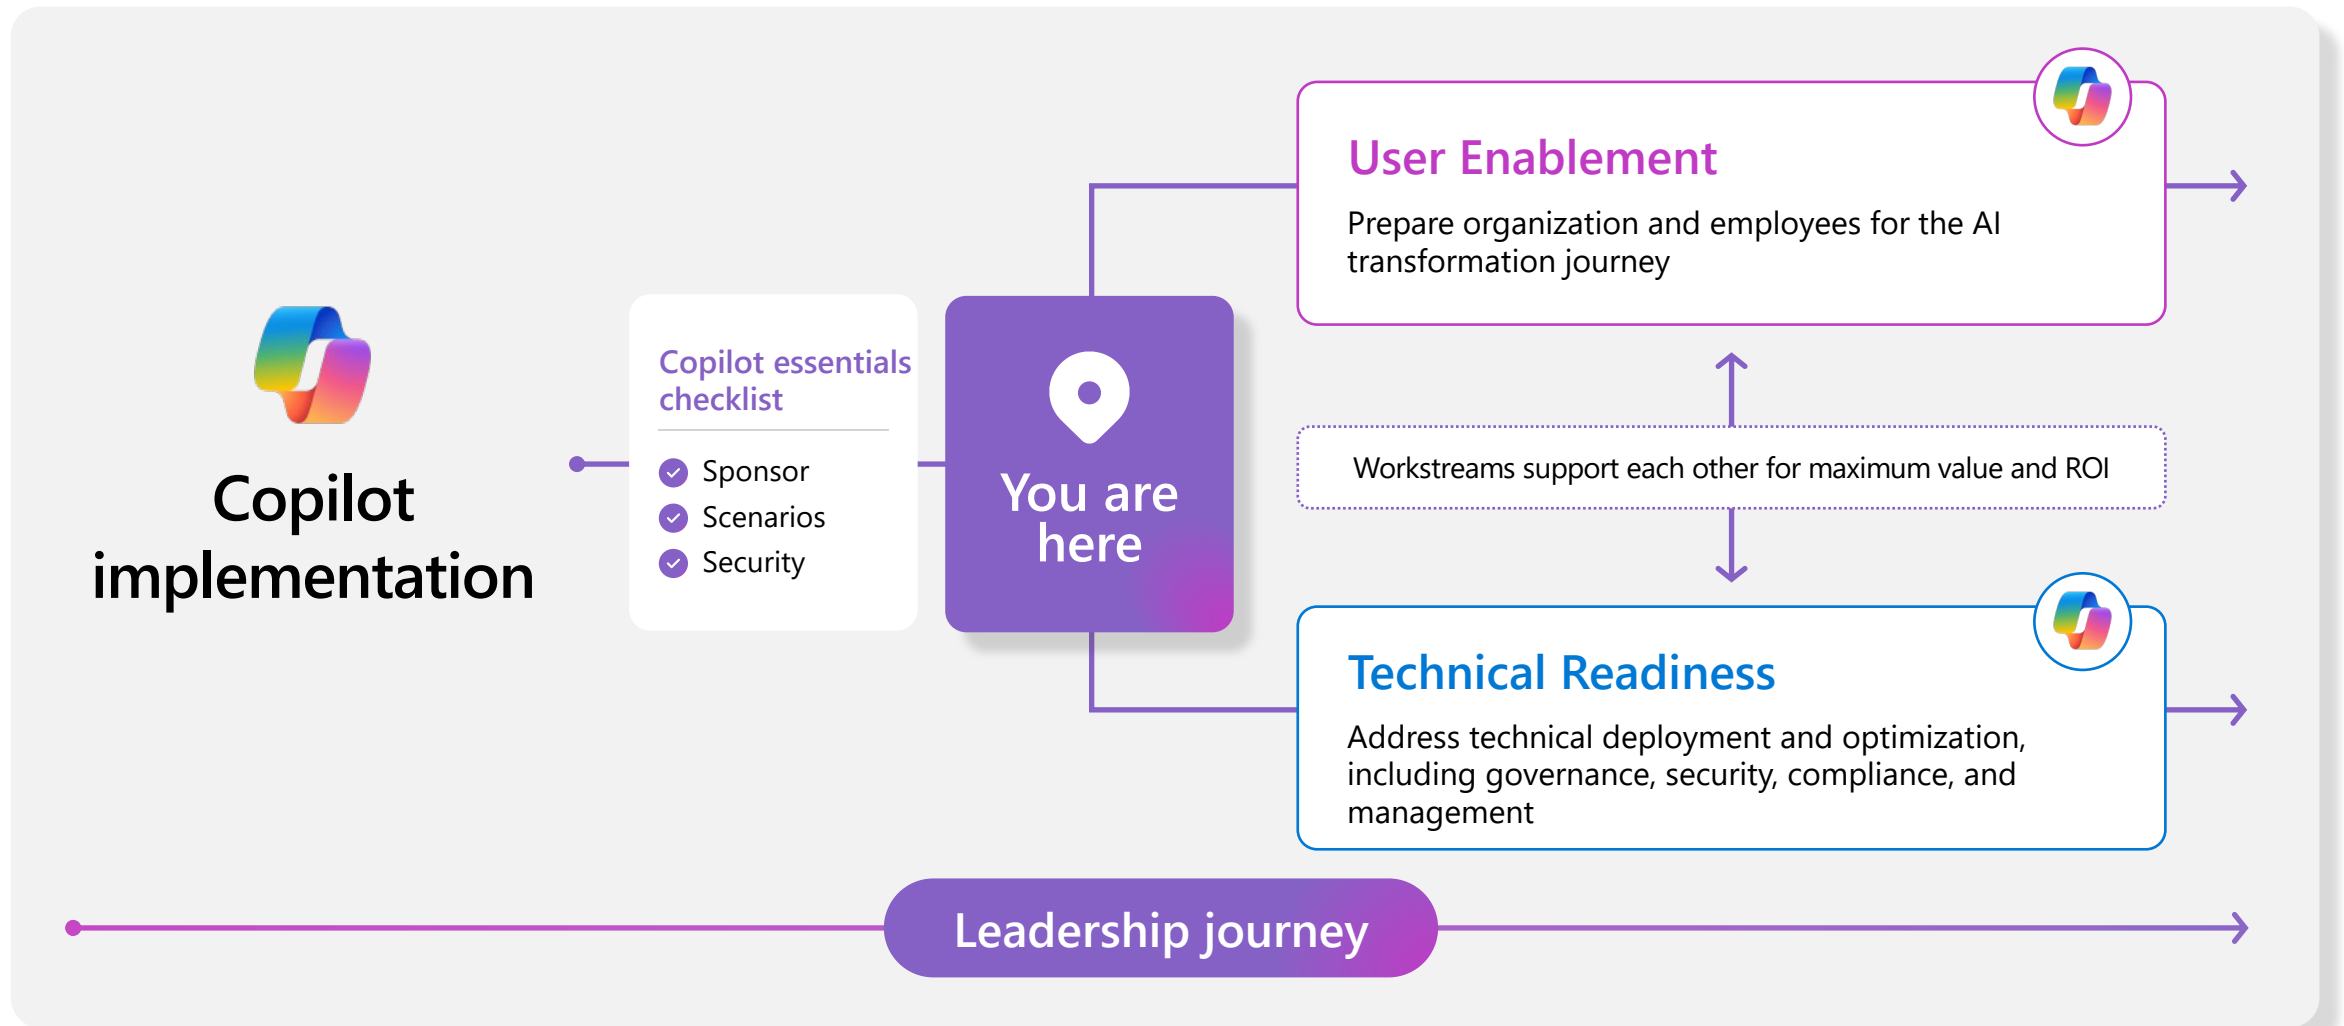 Copilot
implementation
Copilot essentials
checklist
Sponsor
Scenarios
Security
You are
here
User Enablement
Prepare organization and employees for the AI
transformation journey
Workstreams support each other for maximum value and ROI
Technical Readiness
Address technical deployment and optimization,
including governance, security, compliance, and
management
Leadership journey